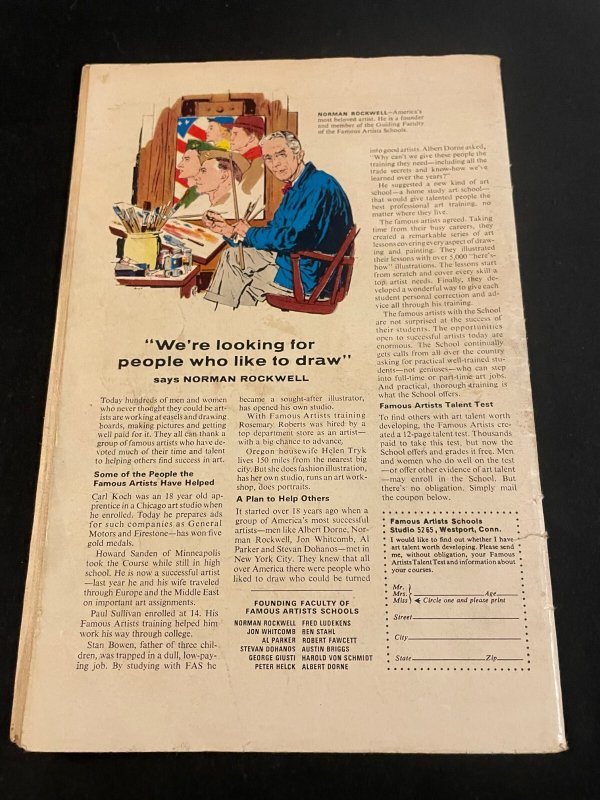 NORMAN ROCKWELL—America's
most beloved artist. He is a founder
and member of the Guiding Faculty
of the Famous Artists Schools.
"We're looking for
people who like to draw"
says NORMAN ROCKWELL
Today hundreds of men and women
who never thought they could be art-
ists are working at easels and drawing
boards, making pictures and getting
well paid for it. They all can thank a
group of famous artists who have de-
voted much of their time and talent
to helping others find success in art.
Some of the People the
Famous Artists Have Helped
Carl Koch was an 18 year old ap-
prentice in a Chicago art studio when
he enrolled. Today he prepares ads
for such companies as General
Motors and Firestone—has won five
gold medals.
Howard Sanden of Minneapolis
took the Course while still in high
school. He is now a successful artist
—last year he and his wife traveled
through Europe and the Middle East
on important art assignments.
Paul Sullivan enrolled at 14. His
Famous Artists training helped him
work his way through college.
Stan Bowen, father of three chil-
dren, was trapped in a dull, low-pay-
ing job. By studying with FAS he
became a sought-after illustrator,
has opened his own studio.
With Famous Artists training
Rosemary Roberts was hired by a
top department store as an artist—
with a big chance to advance.
Oregon housewife Helen Tryk
lives 150 miles from the nearest big
city. But she does fashion illustration,
has her own studio, runs an art work-
shop, does portraits.
A Plan to Help Others
It started over 18 years ago when a
group of America's most successful
artists—men like Albert Dorne, Nor-
man Rockwell, Jon Whitcomb, Al
Parker and Stevan Dohanos—met in
New York City. They knew that all
over America there were people who
liked to draw who could be turned
FOUNDING FACULTY OF
FAMOUS ARTISTS SCHOOLS
NORMAN ROCKWELL FRED LUDEKENS
JON WHITCOMB BEN STAHL
AL PARKER ROBERT FAWCETT
STEVAN DOHANOS AUSTIN BRIGGS
GEORGE GIUSTI HAROLD VON SCHMIDT
PETER HELCK ALBERT DORNE
into good artists. Albert Dorne asked,
"Why can't we give these people the
training they need—including all the
trade secrets and know-how we've
learned over the years?"
He suggested a new kind of art
school—a home study art school—
that would give talented people the
best professional art training, no
matter where they live.
The famous artists agreed. Taking
time from their busy careers, they
created a remarkable series of art
lessons covering every aspect of draw-
ing and painting. They illustrated
their lessons with over 5,000 "here's-
how" illustrations. The lessons start
from scratch and cover every skill a
top artist needs. Finally, they de-
veloped a wonderful way to give each
student personal correction and ad-
vice all through his training.
The famous artists with the School
are not surprised at the success of
their students. The opportunities
open to successful artists today are
enormous. The School continually
gets calls from all over the country
asking for practical well-trained stu-
dents—not geniuses—who can step
into full-time or part-time art jobs.
And practical, thorough training is
what the School offers.
Famous Artists Talent Test
To find others with art talent worth
developing, the Famous Artists cre-
ated a 12-page talent test. Thousands
paid to take this test, but now the
School offers and grades it free. Men
and women who do well on the test
—or offer other evidence of art talent
—may enroll in the School. But
there's no obligation. Simply mail
the coupon below.
Famous Artists Schools
Studio 5265, Westport, Conn.
I would like to find out whether I have
art talent worth developing. Please send
me, without obligation, your Famous
Artists Talent Test and information about
your courses.
Mr.
Mrs. Age
Miss Circle one and please print
Street
City
State Zip